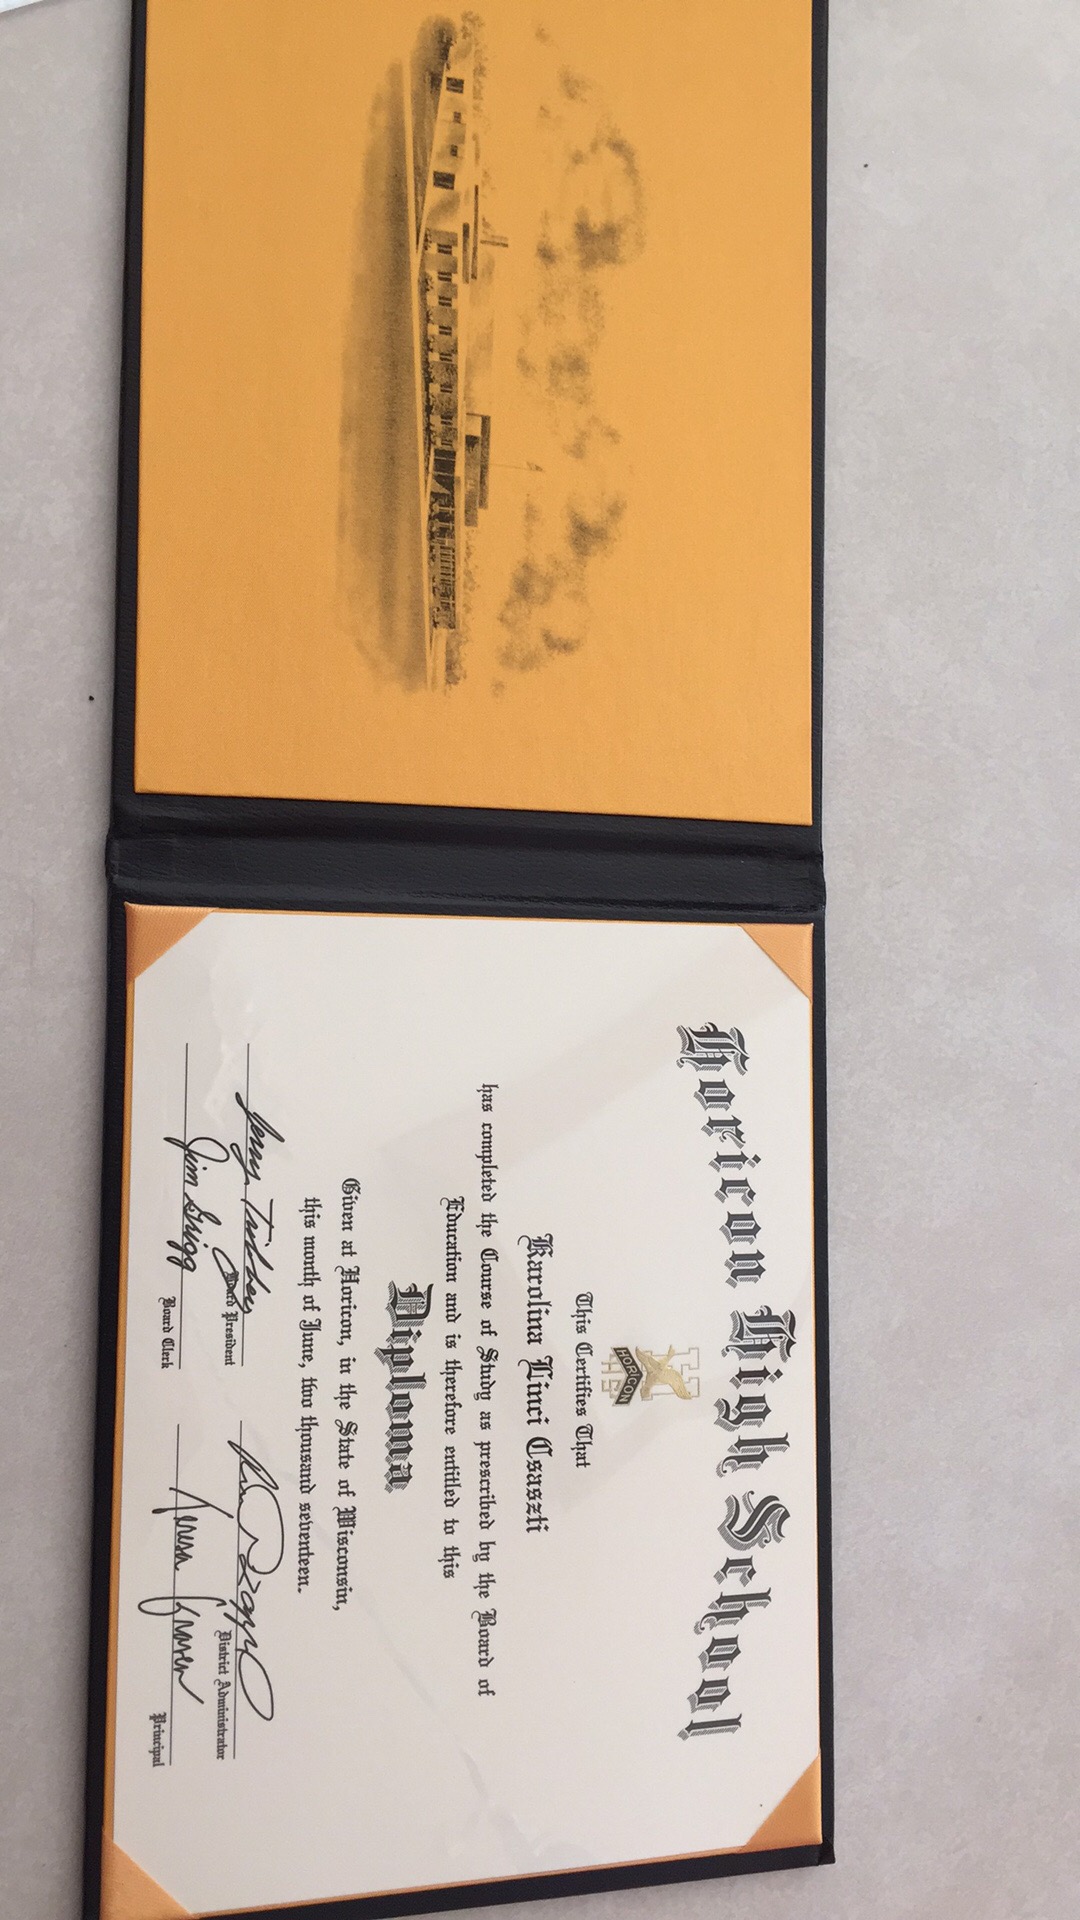 Horicon High School
HORICON
This Certifies That
Karolina Linci Csaszti
has completed the Course of Study as prescribed by the Board of
Education and is therefore entitled to this
Diploma
Given at Horicon, in the State of Wisconsin,
this month of June, two thousand seventeen.
Board President
District Administrator
Jim Grigg
Board Clerk
Principal